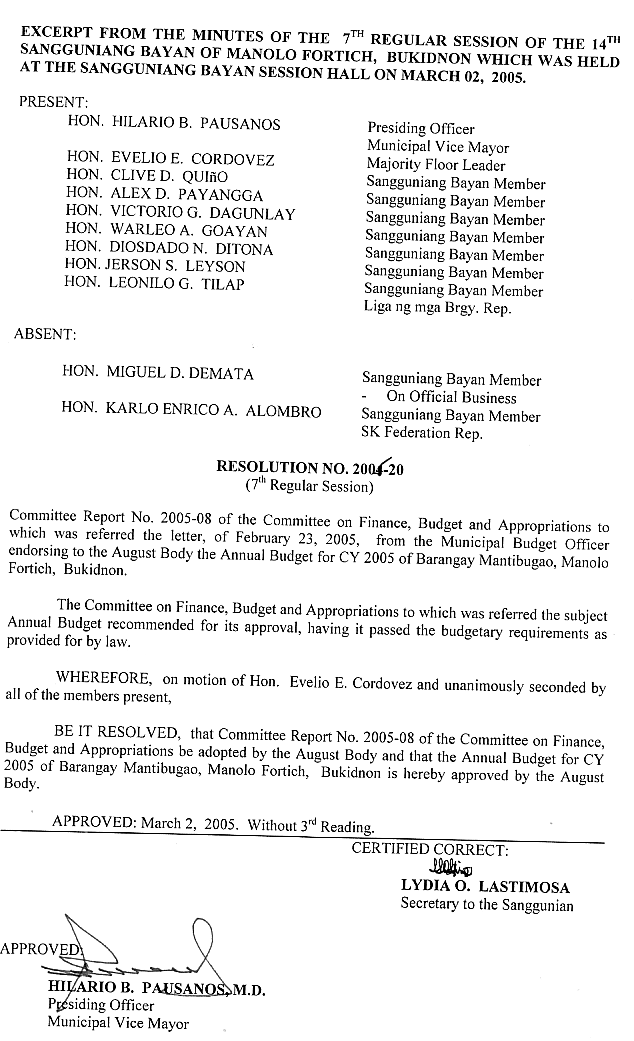 EXCERPT FROM THE MINUTES OF THE 7TH REGULAR SESSION OF THE 14TH
SANGGUNIANG BAYAN OF MANOLO FORTICH, BUKIDNON WHICH WAS HELD
AT THE SANGGUNIANG BAYAN SESSION HALL ON MARCH 02, 2005.
PRESENT:
HON. HILARIO B. PAUSANOS Presiding Officer
Municipal Vice Mayor
HON. EVELIO E. CORDOVEZ Majority Floor Leader
HON. CLIVE D. QUIñO Sangguniang Bayan Member
HON. ALEX D. PAYANGGA Sangguniang Bayan Member
HON. VICTORIO G. DAGUNLAY Sangguniang Bayan Member
HON. WARLEO A. GOAYAN Sangguniang Bayan Member
HON. DIOSDADO N. DITONA Sangguniang Bayan Member
HON. JERSON S. LEYSON Sangguniang Bayan Member
HON. LEONILO G. TILAP Sangguniang Bayan Member
Liga ng mga Brgy. Rep.
ABSENT:
HON. MIGUEL D. DEMATA Sangguniang Bayan Member
- On Official Business
HON. KARLO ENRICO A. ALOMBRO Sangguniang Bayan Member
SK Federation Rep.
RESOLUTION NO. 2005-20
(7th Regular Session)
Committee Report No. 2005-08 of the Committee on Finance, Budget and Appropriations to
which was referred the letter, of February 23, 2005, from the Municipal Budget Officer
endorsing to the August Body the Annual Budget for CY 2005 of Barangay Mantibugao, Manolo
Fortich, Bukidnon.
The Committee on Finance, Budget and Appropriations to which was referred the subject
Annual Budget recommended for its approval, having it passed the budgetary requirements as
provided for by law.
WHEREFORE, on motion of Hon. Evelio E. Cordovez and unanimously seconded by
all of the members present,
BE IT RESOLVED, that Committee Report No. 2005-08 of the Committee on Finance,
Budget and Appropriations be adopted by the August Body and that the Annual Budget for CY
2005 of Barangay Mantibugao, Manolo Fortich, Bukidnon is hereby approved by the August
Body.
APPROVED: March 2, 2005. Without 3rd Reading.
CERTIFIED CORRECT:
LYDIA O. LASTIMOSA
Secretary to the Sanggunian
APPROVED:
HILARIO B. PAUSANOS, M.D.
Presiding Officer
Municipal Vice Mayor